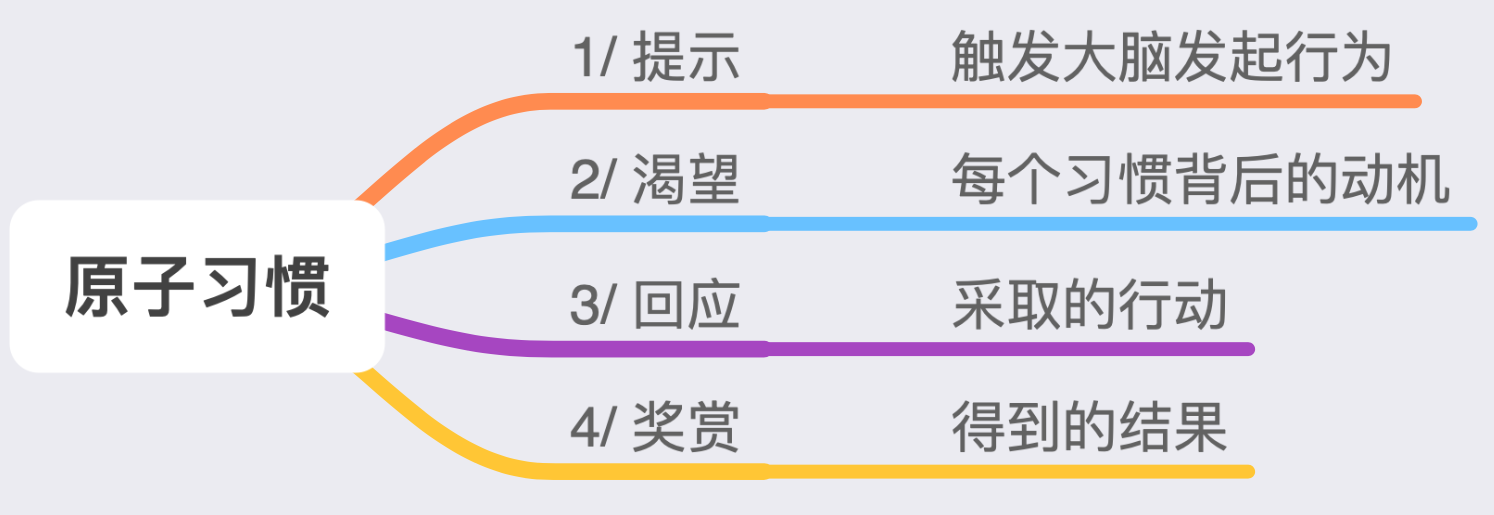 原子习惯
1/ 提示
触发大脑发起行为
2/ 渴望
每个习惯背后的动机
3/ 回应
采取的行动
4/ 奖赏
得到的结果